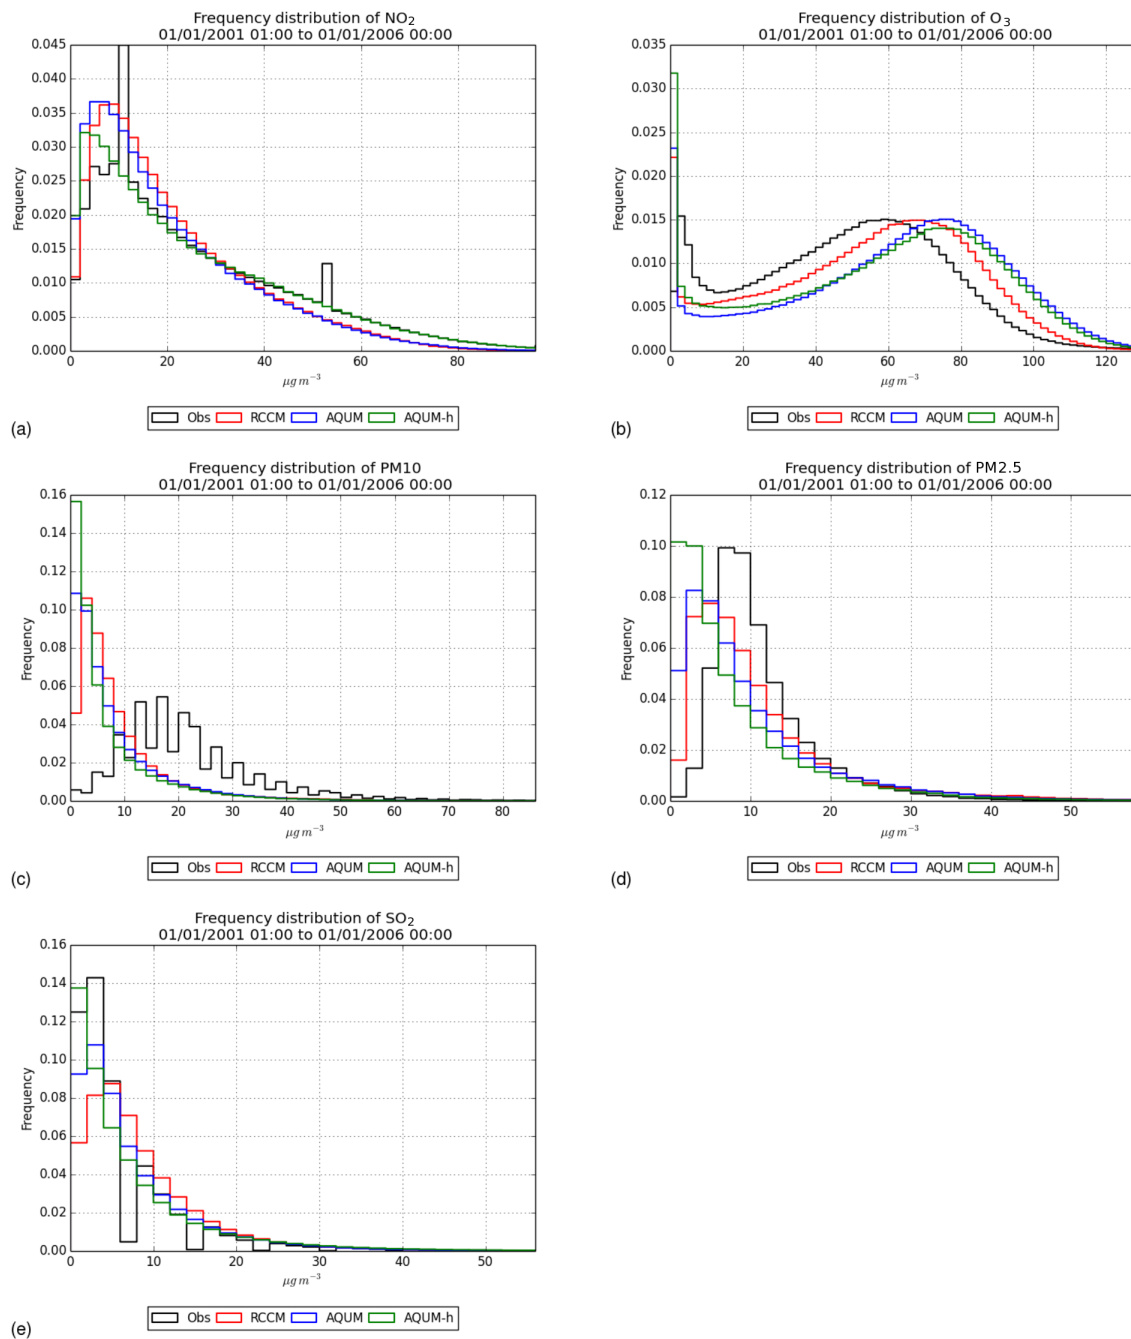 Frequency distribution of NO2
01/01/2001 01:00 to 01/01/2006 00:00
0.045
0.040
0.035
0.030
0.025
0.020
0.015
0.010
0.005
0.000
Frequency
20
40
60
80
μg m−3
Obs RCCM AQUM AQUM-h
(a)
Frequency distribution of O3
01/01/2001 01:00 to 01/01/2006 00:00
0.035
0.030
0.025
0.020
0.015
0.010
0.005
0.000
Frequency
0
20
40
60
80
100
120
μg m−3
Obs RCCM AQUM AQUM-h
(b)
Frequency distribution of PM10
01/01/2001 01:00 to 01/01/2006 00:00
0.16
0.14
0.12
0.10
0.08
0.06
0.04
0.02
0.00
Frequency
0
10
20
30
40
50
60
70
80
μg m−3
Obs RCCM AQUM AQUM-h
(c)
Frequency distribution of PM2.5
01/01/2001 01:00 to 01/01/2006 00:00
0.12
0.10
0.08
0.06
0.04
0.02
0.00
Frequency
0
10
20
30
40
50
μg m−3
Obs RCCM AQUM AQUM-h
(d)
Frequency distribution of SO2
01/01/2001 01:00 to 01/01/2006 00:00
0.16
0.14
0.12
0.10
0.08
0.06
0.04
0.02
0.00
Frequency
0
10
20
30
40
50
μg m−3
Obs RCCM AQUM AQUM-h
(e)